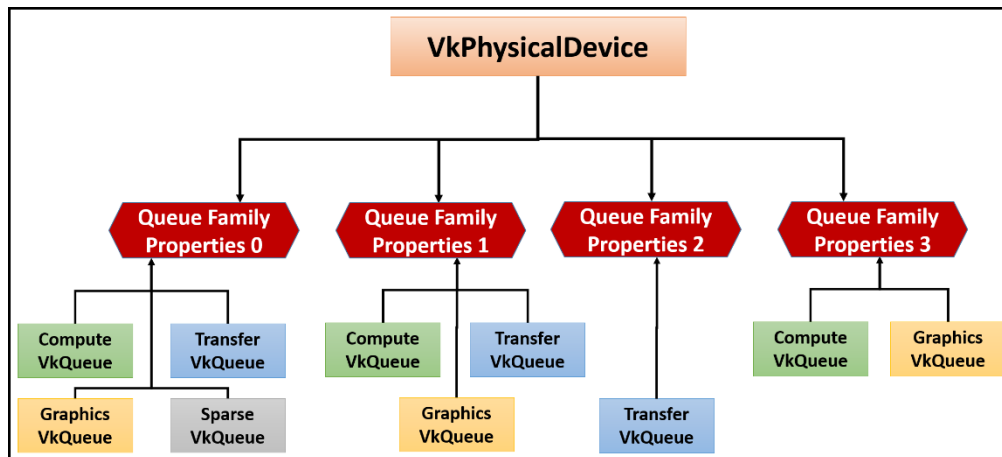 VkPhysicalDevice
Queue Family
Properties 0
Queue Family
Properties 1
Queue Family
Properties 2
Queue Family
Properties 3
Compute
VkQueue
Transfer
VkQueue
Graphics
VkQueue
Sparse
VkQueue
Compute
VkQueue
Transfer
VkQueue
Graphics
VkQueue
Transfer
VkQueue
Compute
VkQueue
Graphics
VkQueue